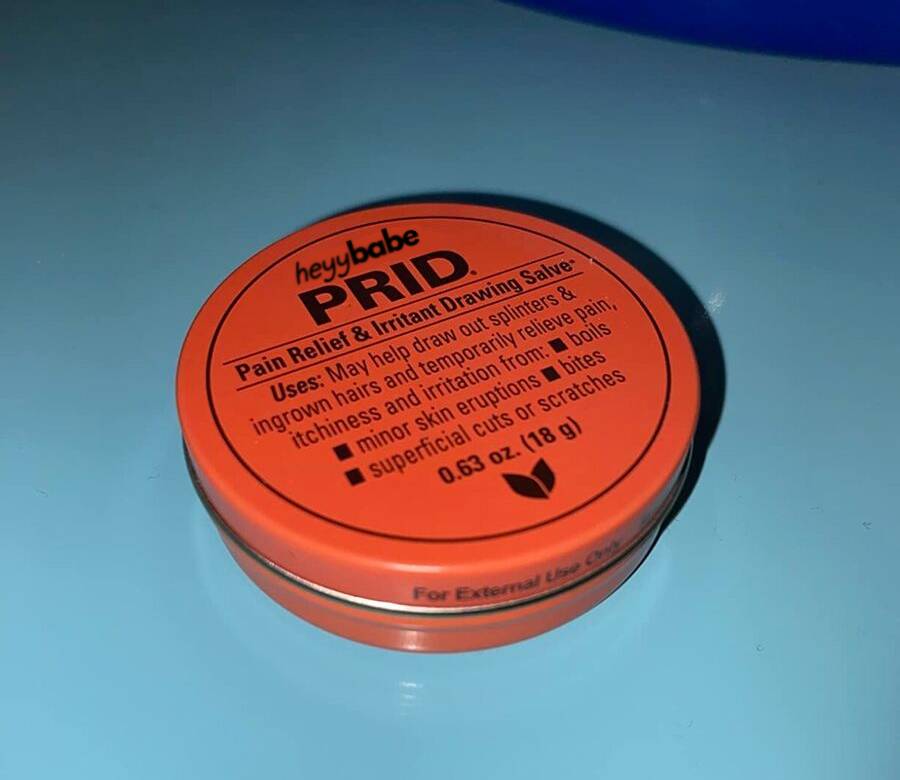 heyybabe
PRID.
Pain Relief & Irritant Drawing Salve*
Uses: May help draw out splinters &
ingrown hairs and temporarily relieve pain,
itchiness and irritation from: ■ boils
■ minor skin eruptions ■ bites
■ superficial cuts or scratches
0.63 oz. (18 g)
For External Use Only